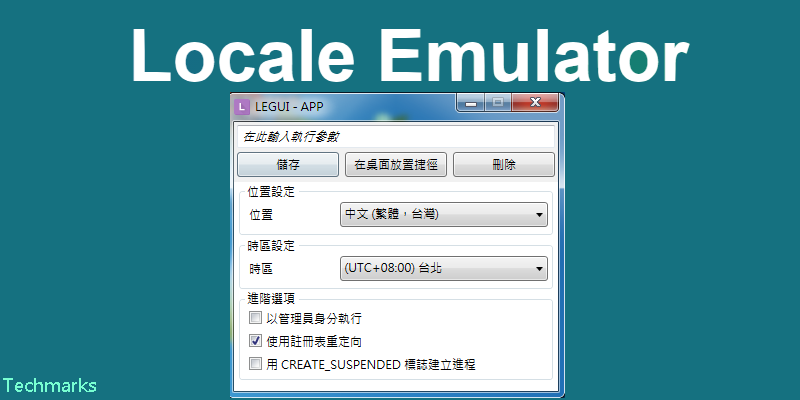 Locale Emulator
L LEGUI - APP
在此輸入執行參數
儲存 在桌面放置捷徑 刪除
位置設定
位置 中文 (繁體，台灣)
時區設定
時區 (UTC+08:00) 台北
進階選項
以管理員身分執行
使用註冊表重定向
用 CREATE_SUSPENDED 標誌建立進程
Techmarks